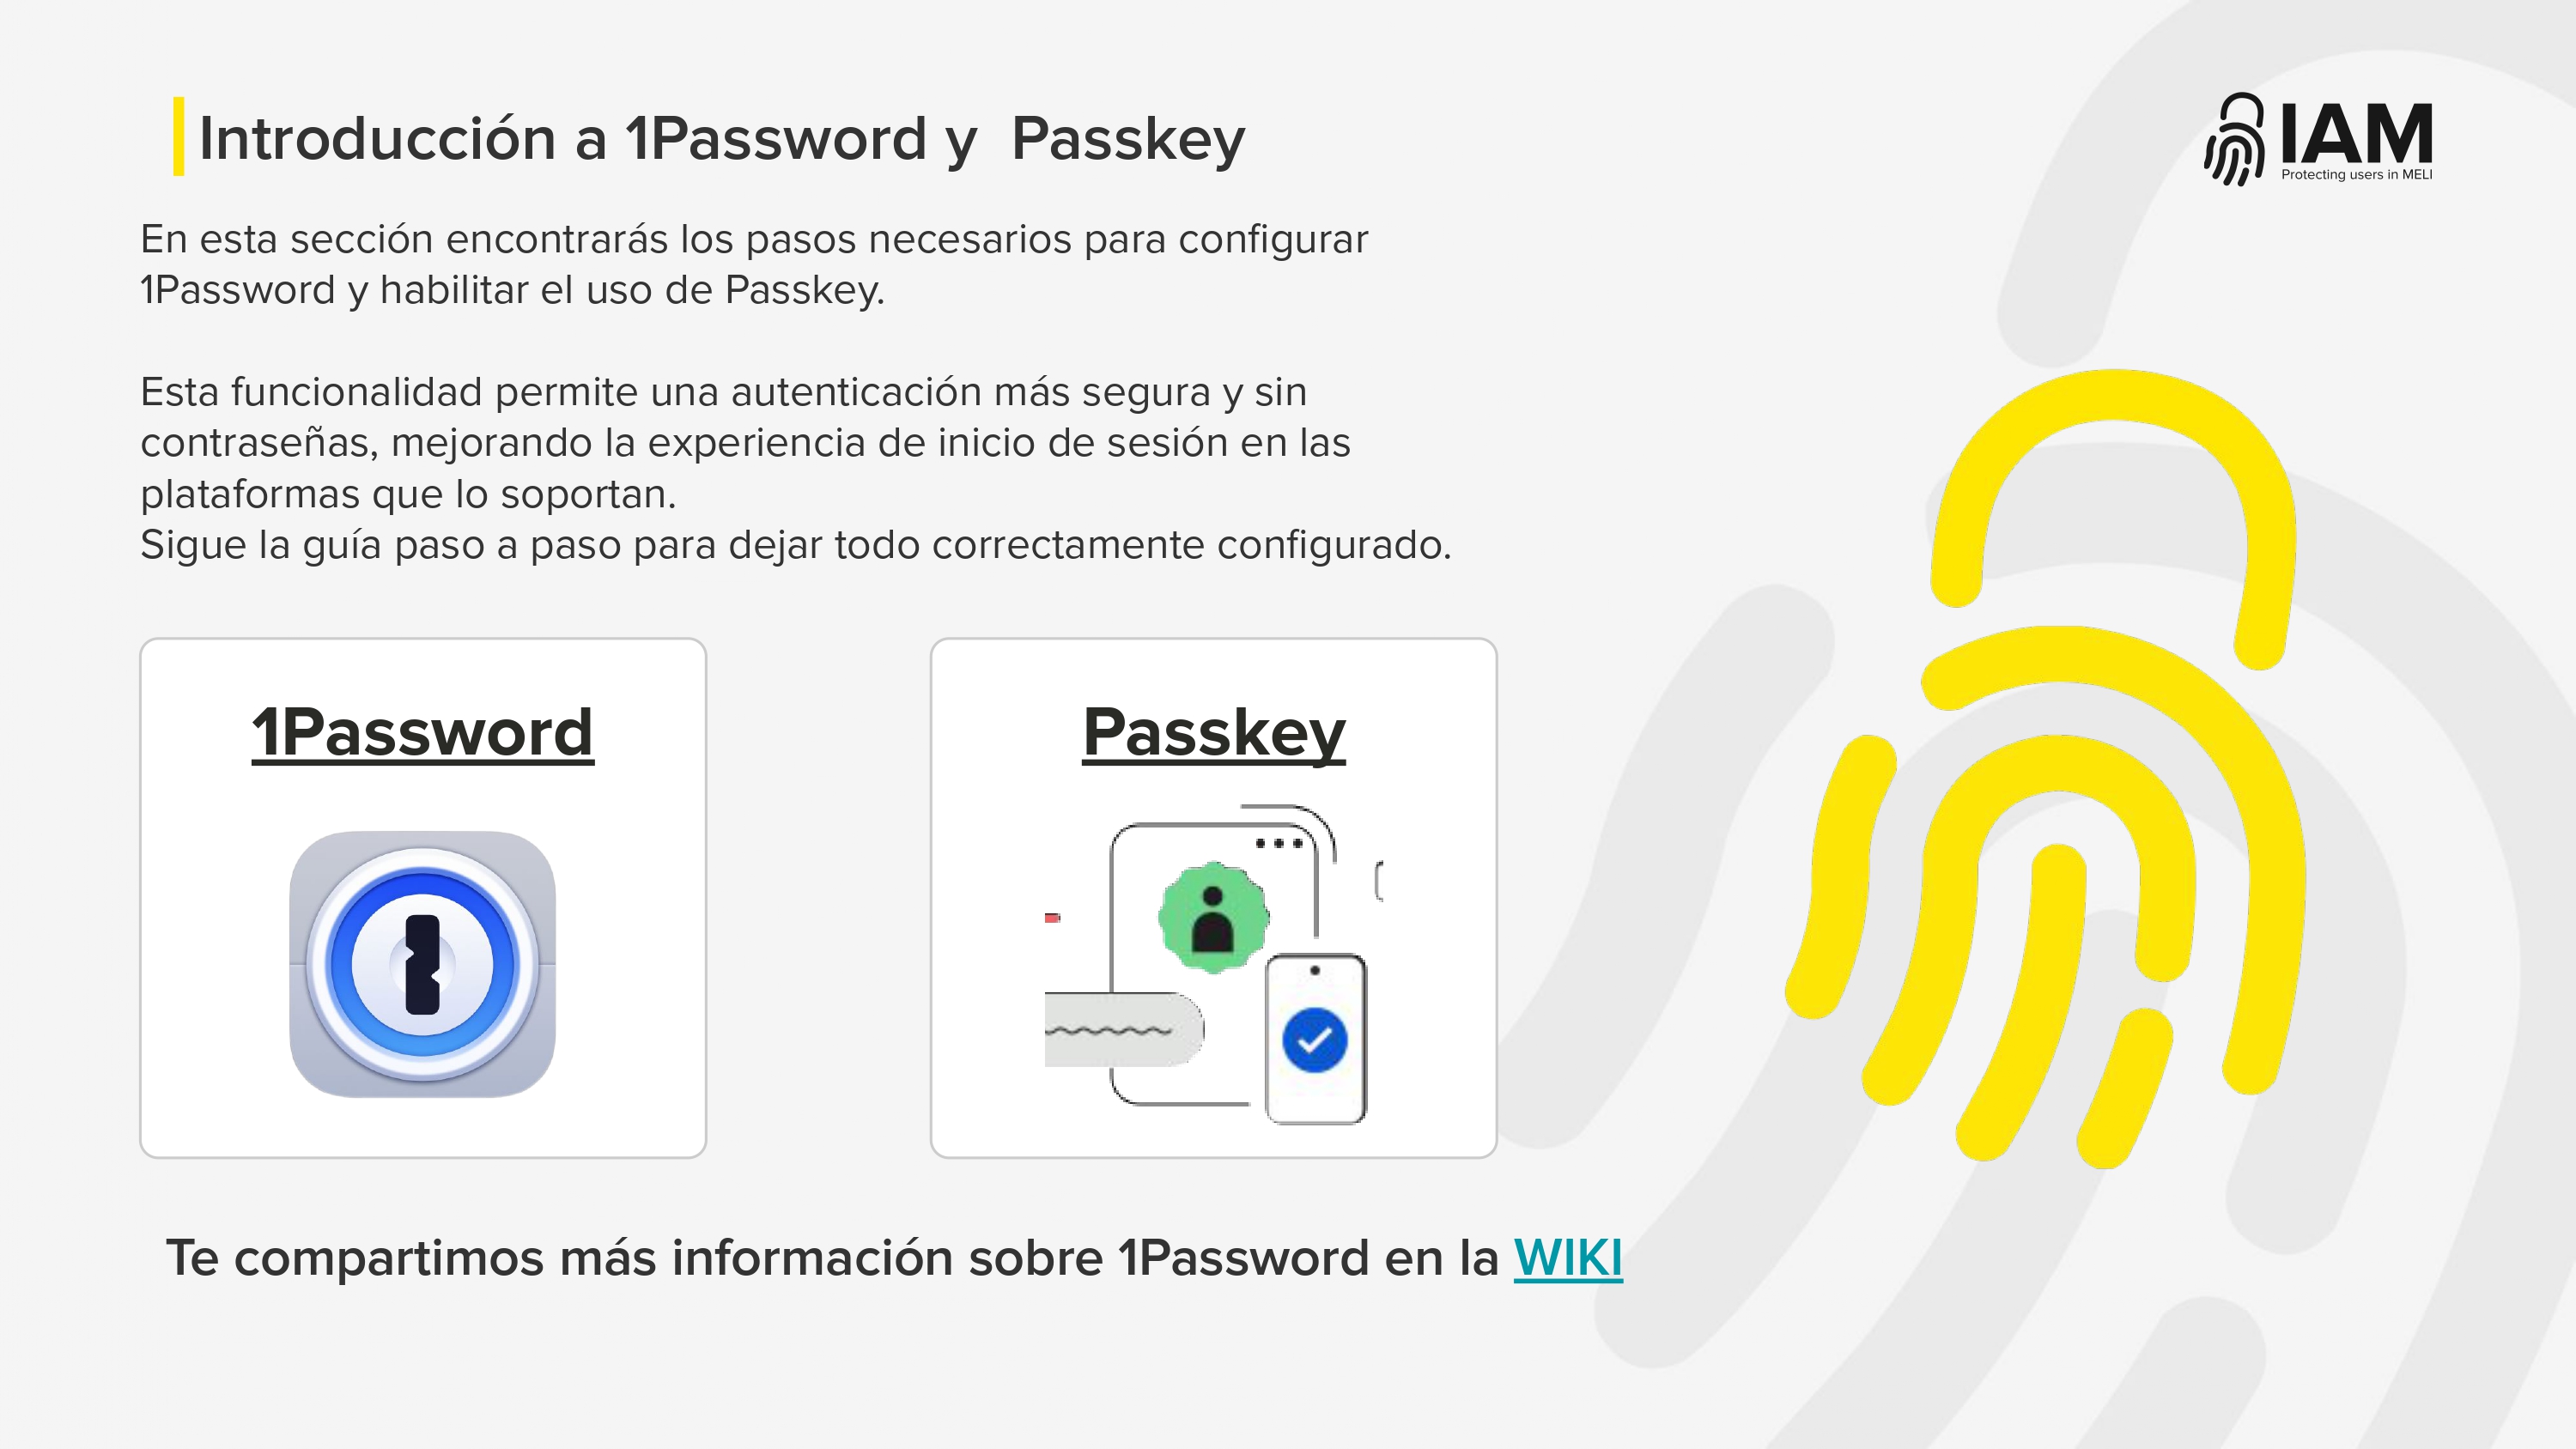 Introducción a 1Password y  Passkey
IAM
Protecting users in MELI
En esta sección encontrarás los pasos necesarios para configurar
1Password y habilitar el uso de Passkey.
Esta funcionalidad permite una autenticación más segura y sin
contraseñas, mejorando la experiencia de inicio de sesión en las
plataformas que lo soportan.
Sigue la guía paso a paso para dejar todo correctamente configurado.
1Password
Passkey
Te compartimos más información sobre 1Password en la WIKI